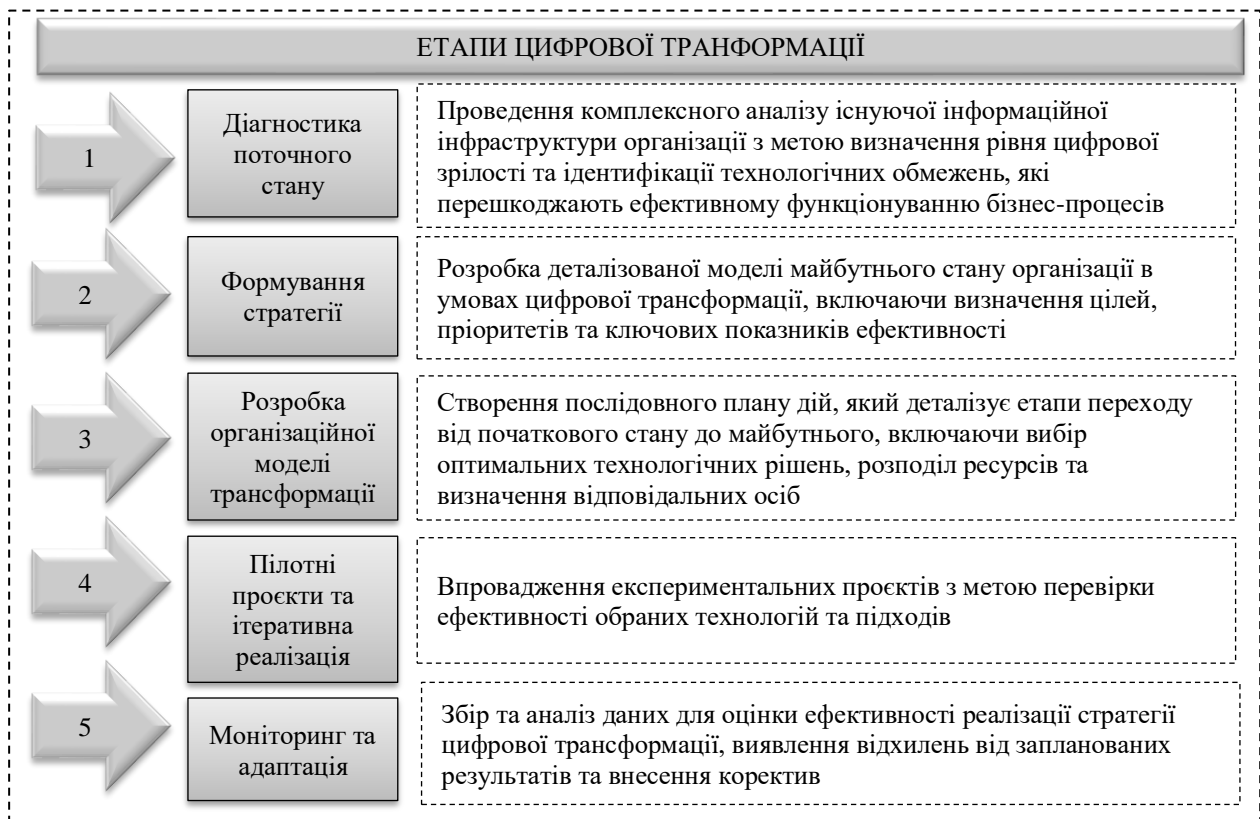 ЕТАПИ ЦИФРОВОЇ ТРАНФОРМАЦІЇ
1
Діагностика
поточного
стану
Проведення комплексного аналізу існуючої інформаційної
інфраструктури організації з метою визначення рівня цифрової
зрілості та ідентифікації технологічних обмежень, які
перешкоджають ефективному функціонуванню бізнес-процесів
2
Формування
стратегії
Розробка деталізованої моделі майбутнього стану організації в
умовах цифрової трансформації, включаючи визначення цілей,
пріоритетів та ключових показників ефективності
3
Розробка
організаційної
моделі
трансформації
Створення послідовного плану дій, який деталізує етапи переходу
від початкового стану до майбутнього, включаючи вибір
оптимальних технологічних рішень, розподіл ресурсів та
визначення відповідальних осіб
4
Пілотні
проєкти та
ітеративна
реалізація
Впровадження експериментальних проєктів з метою перевірки
ефективності обраних технологій та підходів
5
Моніторинг та
адаптація
Збір та аналіз даних для оцінки ефективності реалізації стратегії
цифрової трансформації, виявлення відхилень від запланованих
результатів та внесення коректив